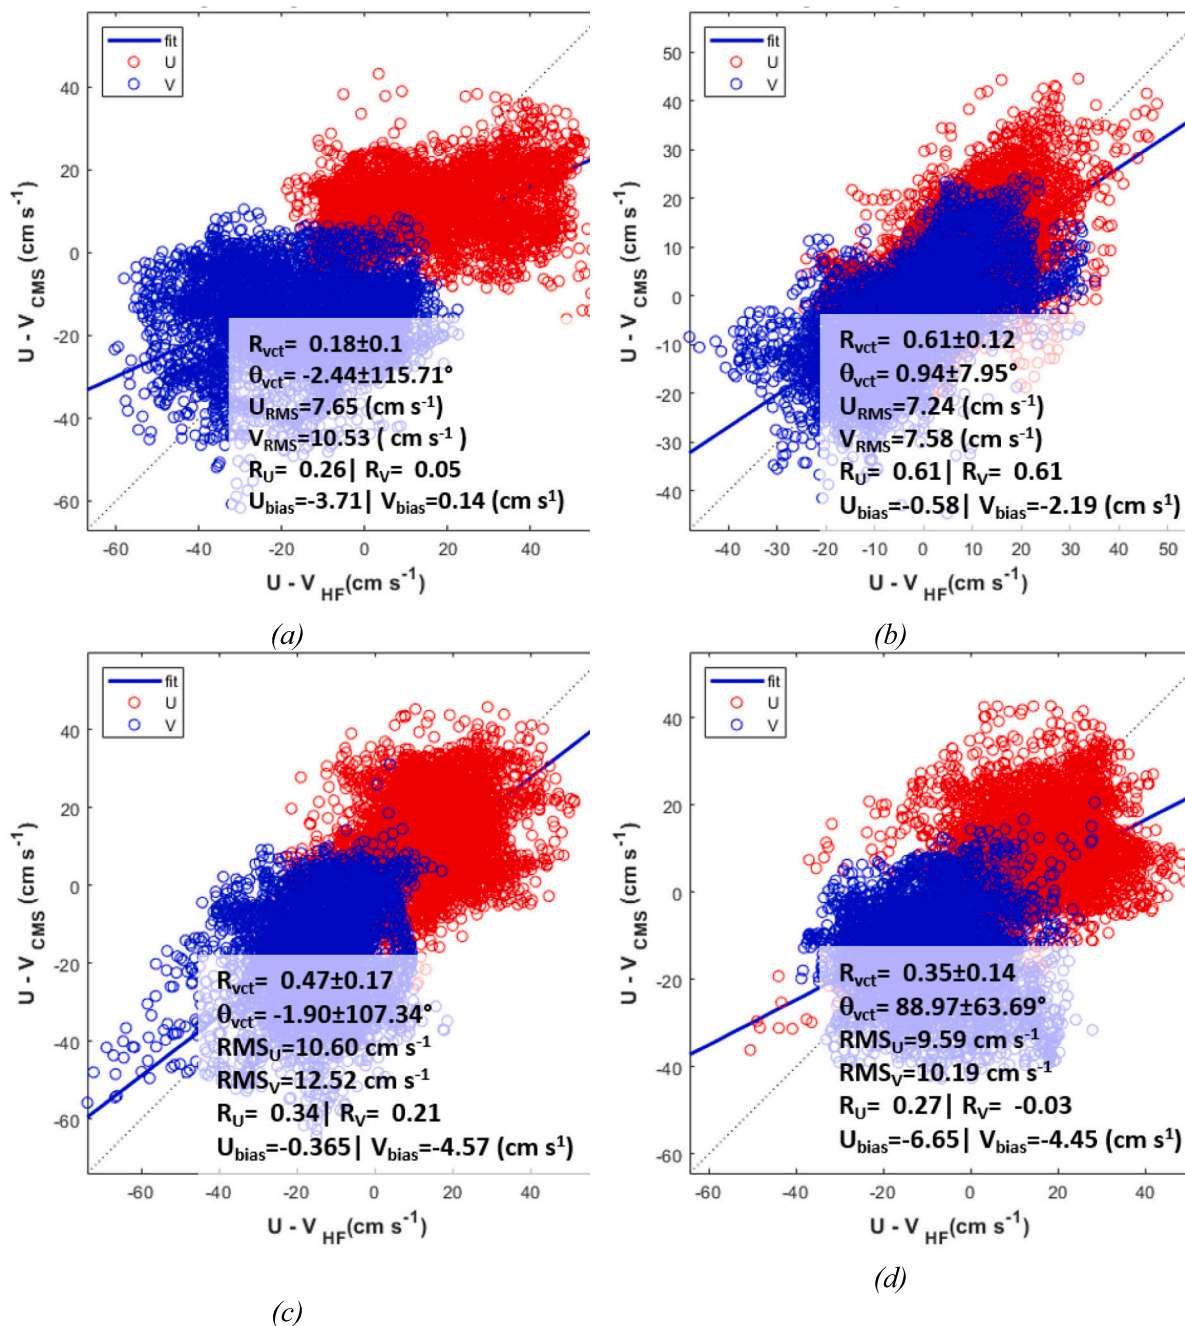 fit
U
V
40
20
0
-20
-40
-60
U - V CMS (cm s-1)
Rvct= 0.18±0.1
θvct= -2.44±115.71°
URMS=7.65 (cm s-1)
VRMS=10.53 ( cm s-1 )
RU= 0.26| RV= 0.05
Ubias=-3.71| Vbias=0.14 (cm s1)
-60 -40 -20 0 20 40
U - V HF(cm s-1)
(a)
fit
U
V
50
40
30
20
10
0
-10
-20
-30
-40
U - V CMS (cm s-1)
Rvct= 0.61±0.12
θvct= 0.94±7.95°
URMS=7.24 (cm s-1)
VRMS=7.58 (cm s-1)
RU= 0.61| RV= 0.61
Ubias=-0.58| Vbias=-2.19 (cm s1)
-40 -30 -20 -10 0 10 20 30 40 50
U - V HF(cm s-1)
(b)
fit
U
V
40
20
0
-20
-40
-60
U - V CMS (cm s-1)
Rvct= 0.47±0.17
θvct= -1.90±107.34°
RMSU=10.60 cm s-1
RMSV=12.52 cm s-1
RU= 0.34| RV= 0.21
Ubias=-0.365| Vbias=-4.57 (cm s1)
-60 -40 -20 0 20 40
U - V HF(cm s-1)
(c)
fit
U
V
40
20
0
-20
-40
-60
U - V CMS (cm s-1)
Rvct= 0.35±0.14
θvct= 88.97±63.69°
RMSU=9.59 cm s-1
RMSV=10.19 cm s-1
RU= 0.27| RV= -0.03
Ubias=-6.65| Vbias=-4.45 (cm s1)
-60 -40 -20 0 20 40
U - V HF(cm s-1)
(d)